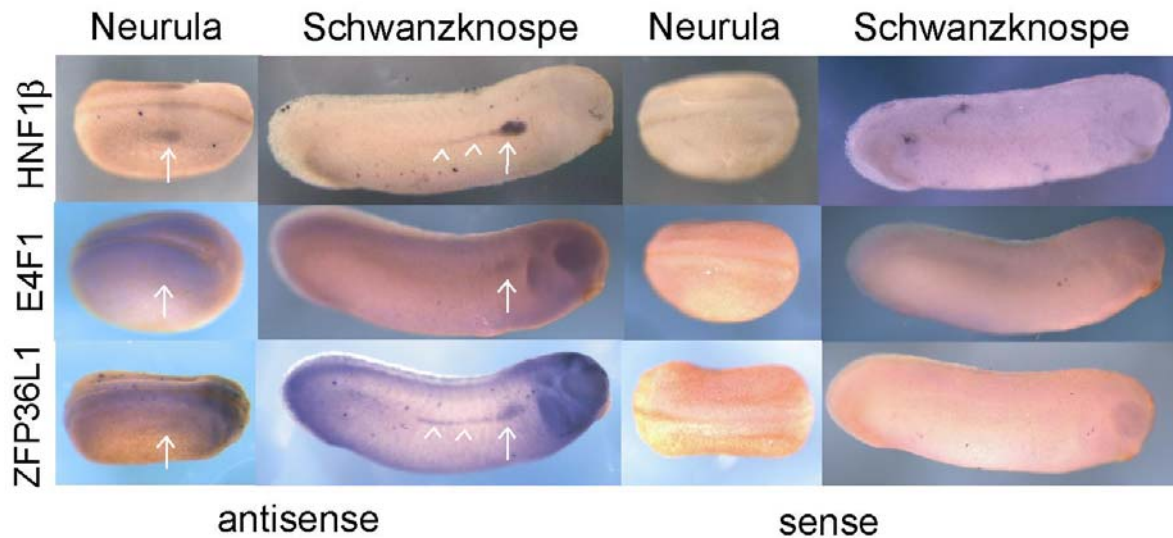 Neurula Schwanzknospe Neurula Schwanzknospe
HNF1β
E4F1
ZFP36L1
antisense sense